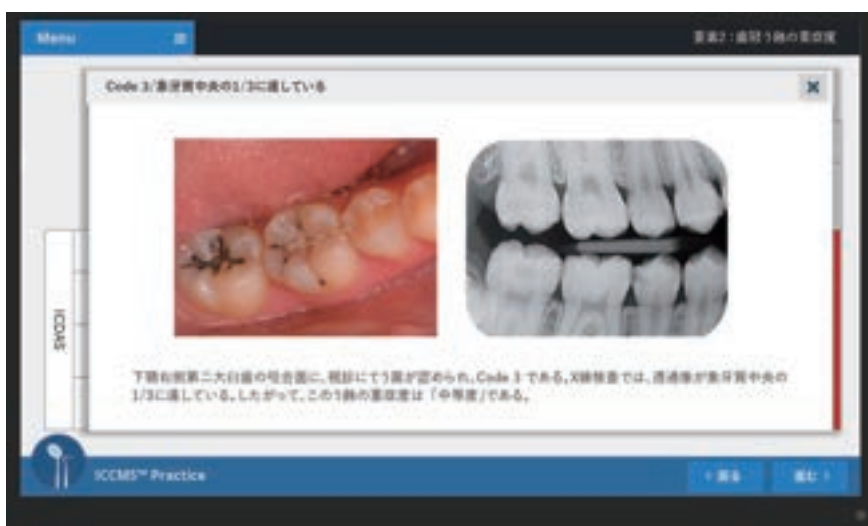 Menu
要素2：歯冠う蝕の重症度
Code 3/象牙質中央の1/3に達している
ICDAS
下顎右側第二大臼歯の咬合面に、視診にてう窩が認められ、Code 3 である。X線検査では、透過像が象牙質中央の
1/3に達している。したがって、このう蝕の重症度は「中等度」である。
ICCMS™ Practice
戻る
進む